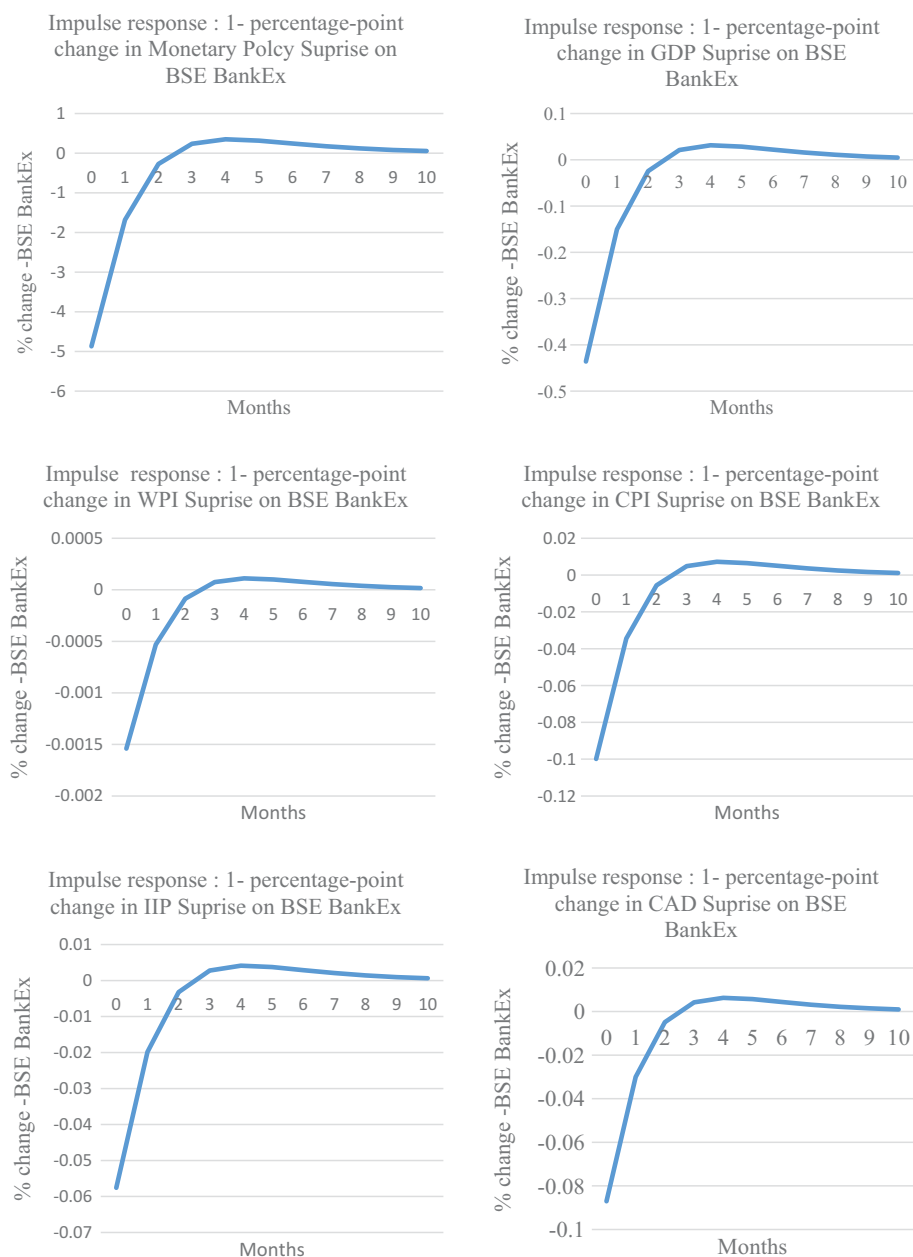 Impulse response : 1- percentage-point
change in Monetary Polcy Suprise on
BSE BankEx
1
0
-1
-2
-3
-4
-5
-6
0 1 2 3 4 5 6 7 8 9 10
% change -BSE BankEx
Months
Impulse response : 1- percentage-point
change in GDP Suprise on BSE
BankEx
0.1
0
-0.1
-0.2
-0.3
-0.4
-0.5
0 1 2 3 4 5 6 7 8 9 10
% change -BSE BankEx
Months
Impulse response : 1- percentage-point
change in WPI Suprise on BSE BankEx
0.0005
0
-0.0005
-0.001
-0.0015
-0.002
0 1 2 3 4 5 6 7 8 9 10
% change -BSE BankEx
Months
Impulse response : 1- percentage-point
change in CPI Suprise on BSE BankEx
0.02
0
-0.02
-0.04
-0.06
-0.08
-0.1
-0.12
0 1 2 3 4 5 6 7 8 9 10
% change -BSE BankEx
Months
Impulse response : 1- percentage-point
change in IIP Suprise on BSE BankEx
0.01
0
-0.01
-0.02
-0.03
-0.04
-0.05
-0.06
-0.07
0 1 2 3 4 5 6 7 8 9 10
% change -BSE BankEx
Months
Impulse response : 1- percentage-point
change in CAD Suprise on BSE
BankEx
0.02
0
-0.02
-0.04
-0.06
-0.08
-0.1
0 1 2 3 4 5 6 7 8 9 10
% change -BSE BankEx
Months